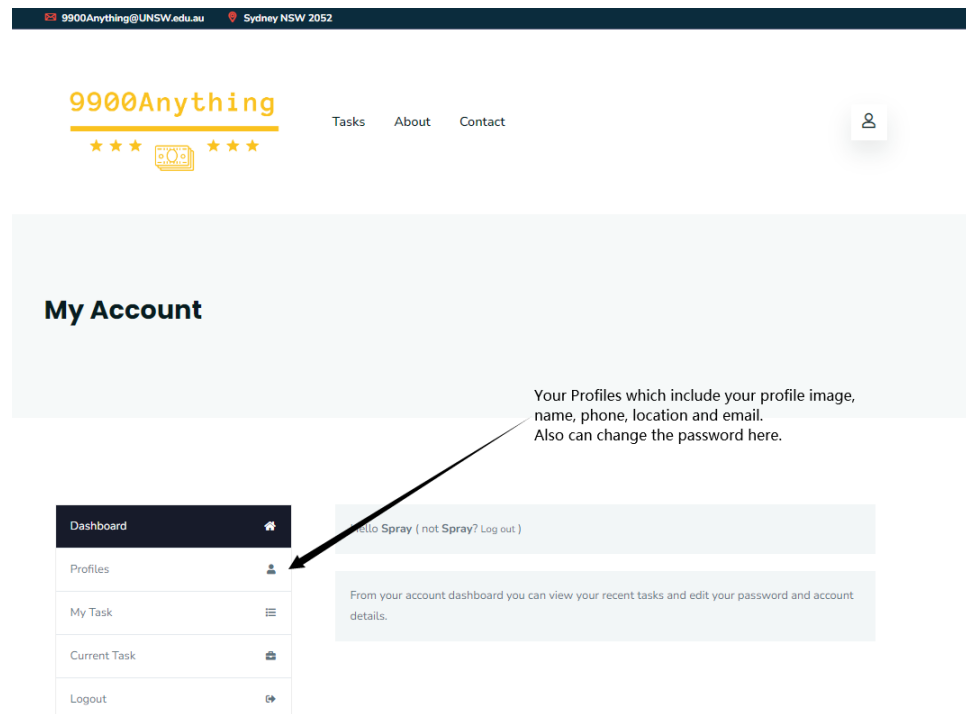 9900Anything@UNSW.edu.au Sydney NSW 2052
9900Anything
Tasks About Contact
My Account
Your Profiles which include your profile image,
name, phone, location and email.
Also can change the password here.
Dashboard
Profiles
My Task
Current Task
Logout
Hello Spray ( not Spray? Log out )
From your account dashboard you can view your recent tasks and edit your password and account
details.